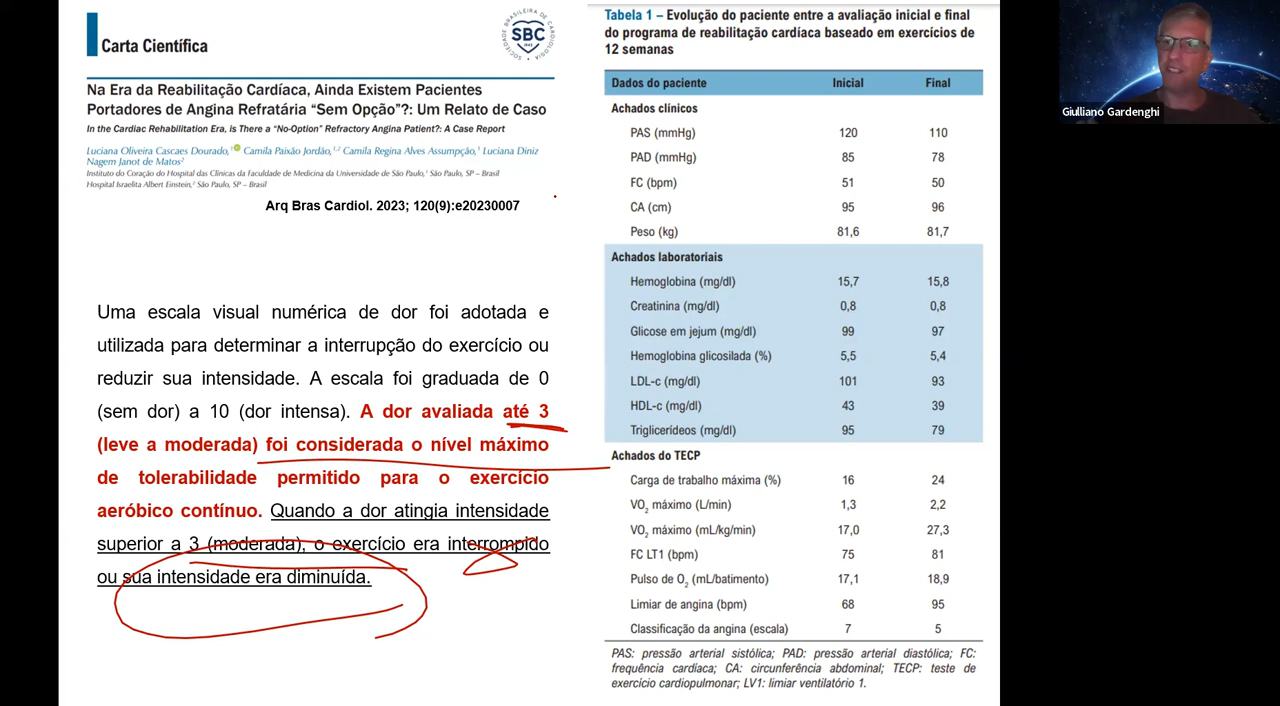 Carta Científica
SOCIEDADE BRASILEIRA DE CARDIOLOGIA
SBC
Na Era da Reabilitação Cardíaca, Ainda Existem Pacientes
Portadores de Angina Refratária “Sem Opção”?: Um Relato de Caso
In the Cardiac Rehabilitation Era, is There a “No-Option” Refractory Angina Patient?: A Case Report
Luciana Oliveira Cascaes Dourado,¹ Camila Paixão Jordão,¹,² Camila Regina Alves Assumpção,¹ Luciana Diniz
Nagem Janot de Matos²
Instituto do Coração do Hospital das Clínicas da Faculdade de Medicina da Universidade de São Paulo,¹ São Paulo, SP – Brasil
Hospital Israelita Albert Einstein,² São Paulo, SP – Brasil
Arq Bras Cardiol. 2023; 120(9):e20230007
Uma escala visual numérica de dor foi adotada e
utilizada para determinar a interrupção do exercício ou
reduzir sua intensidade. A escala foi graduada de 0
(sem dor) a 10 (dor intensa). A dor avaliada até 3
(leve a moderada) foi considerada o nível máximo
de tolerabilidade permitido para o exercício
aeróbico contínuo. Quando a dor atingia intensidade
superior a 3 (moderada), o exercício era interrompido
ou sua intensidade era diminuída.
Tabela 1 – Evolução do paciente entre a avaliação inicial e final
do programa de reabilitação cardíaca baseado em exercícios de
12 semanas
Dados do paciente Inicial Final
Achados clínicos
PAS (mmHg) 120 110
PAD (mmHg) 85 78
FC (bpm) 51 50
CA (cm) 95 96
Peso (kg) 81,6 81,7
Achados laboratoriais
Hemoglobina (mg/dl) 15,7 15,8
Creatinina (mg/dl) 0,8 0,8
Glicose em jejum (mg/dl) 99 97
Hemoglobina glicosilada (%) 5,5 5,4
LDL-c (mg/dl) 101 93
HDL-c (mg/dl) 43 39
Triglicerídeos (mg/dl) 95 79
Achados do TECP
Carga de trabalho máxima (%) 16 24
VO₂ máximo (L/min) 1,3 2,2
VO₂ máximo (mL/kg/min) 17,0 27,3
FC LT1 (bpm) 75 81
Pulso de O₂ (mL/batimento) 17,1 18,9
Limiar de angina (bpm) 68 95
Classificação da angina (escala) 7 5
PAS: pressão arterial sistólica; PAD: pressão arterial diastólica; FC:
frequência cardíaca; CA: circunferência abdominal; TECP: teste de
exercício cardiopulmonar; LV1: limiar ventilatório 1.
Giulliano Gardenghi